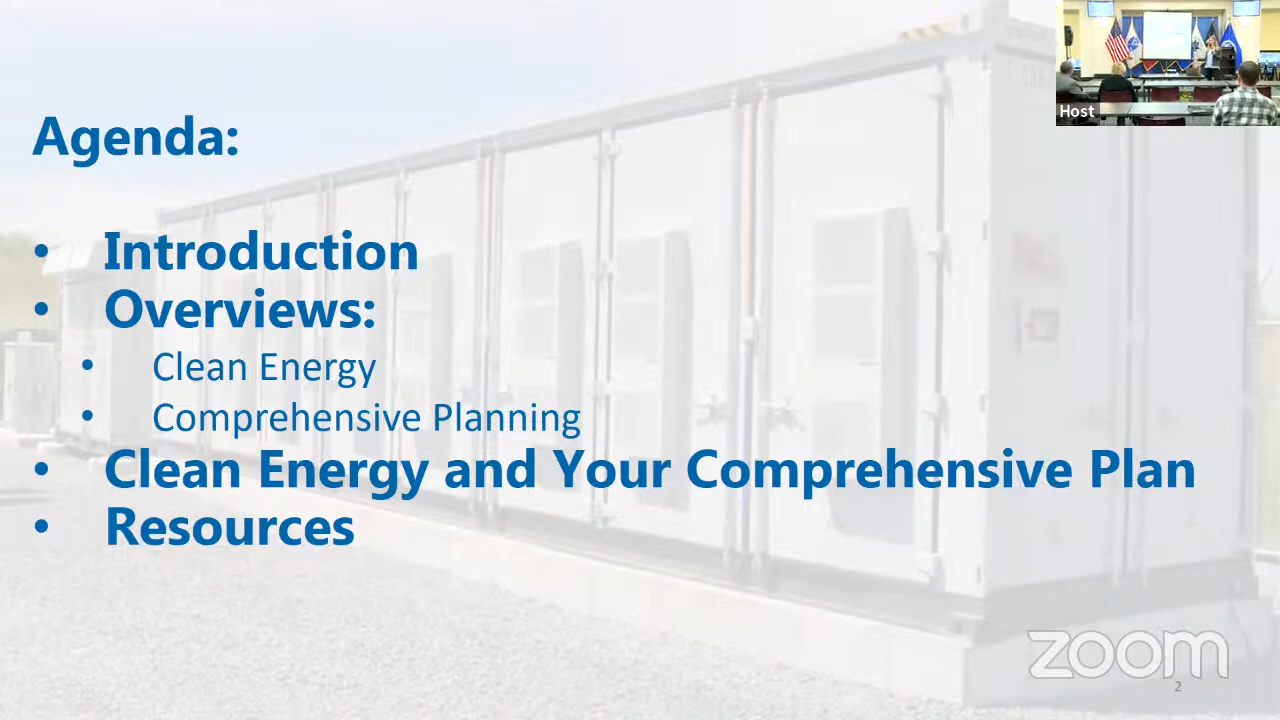 Host
Agenda:
• Introduction
• Overviews:
• Clean Energy
• Comprehensive Planning
• Clean Energy and Your Comprehensive Plan
• Resources
zoom
2